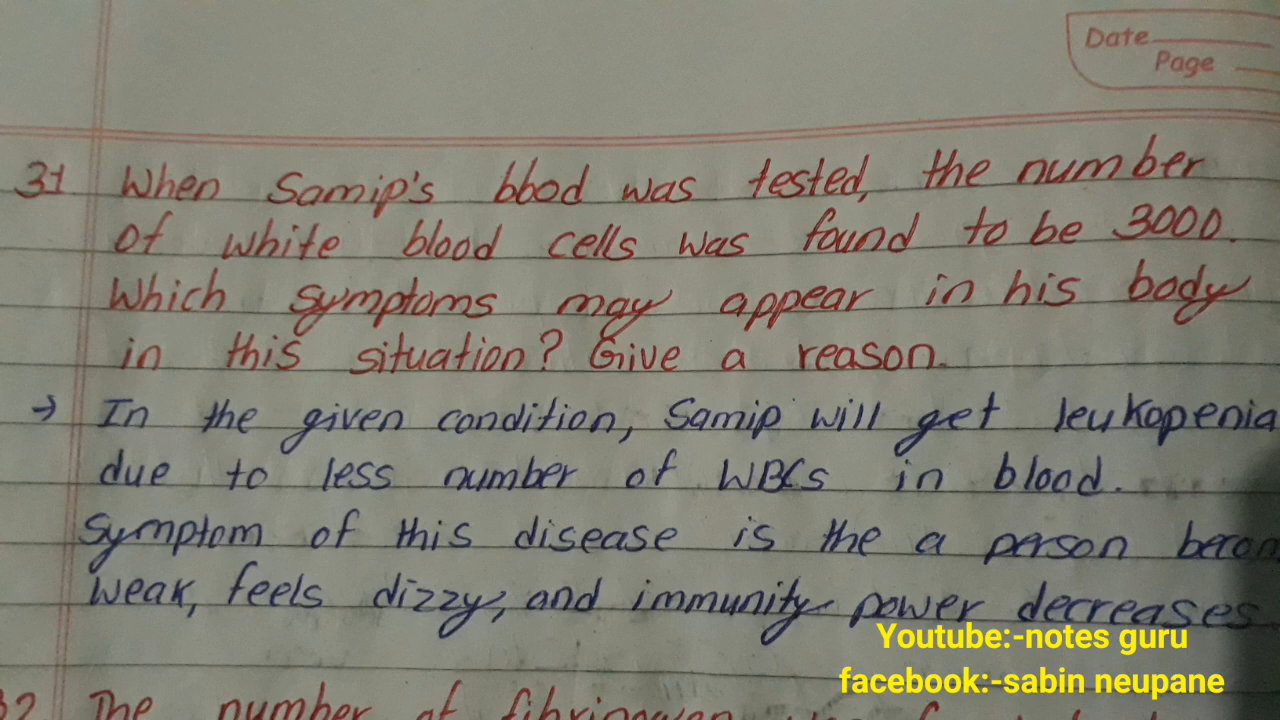 Date
Page
31 When Samip's blood was tested, the number
of white blood cells was found to be 3000.
Which symptoms may appear in his body
in this situation? Give a reason.
→ In the given condition, Samip will get leukopenia
due to less number of WBCs in blood.
Symptom of this disease is the a person
weak, feels dizzy, and immunity power decreases.
Youtube:-notes guru
facebook:-sabin neupane
The number of fibrinogen